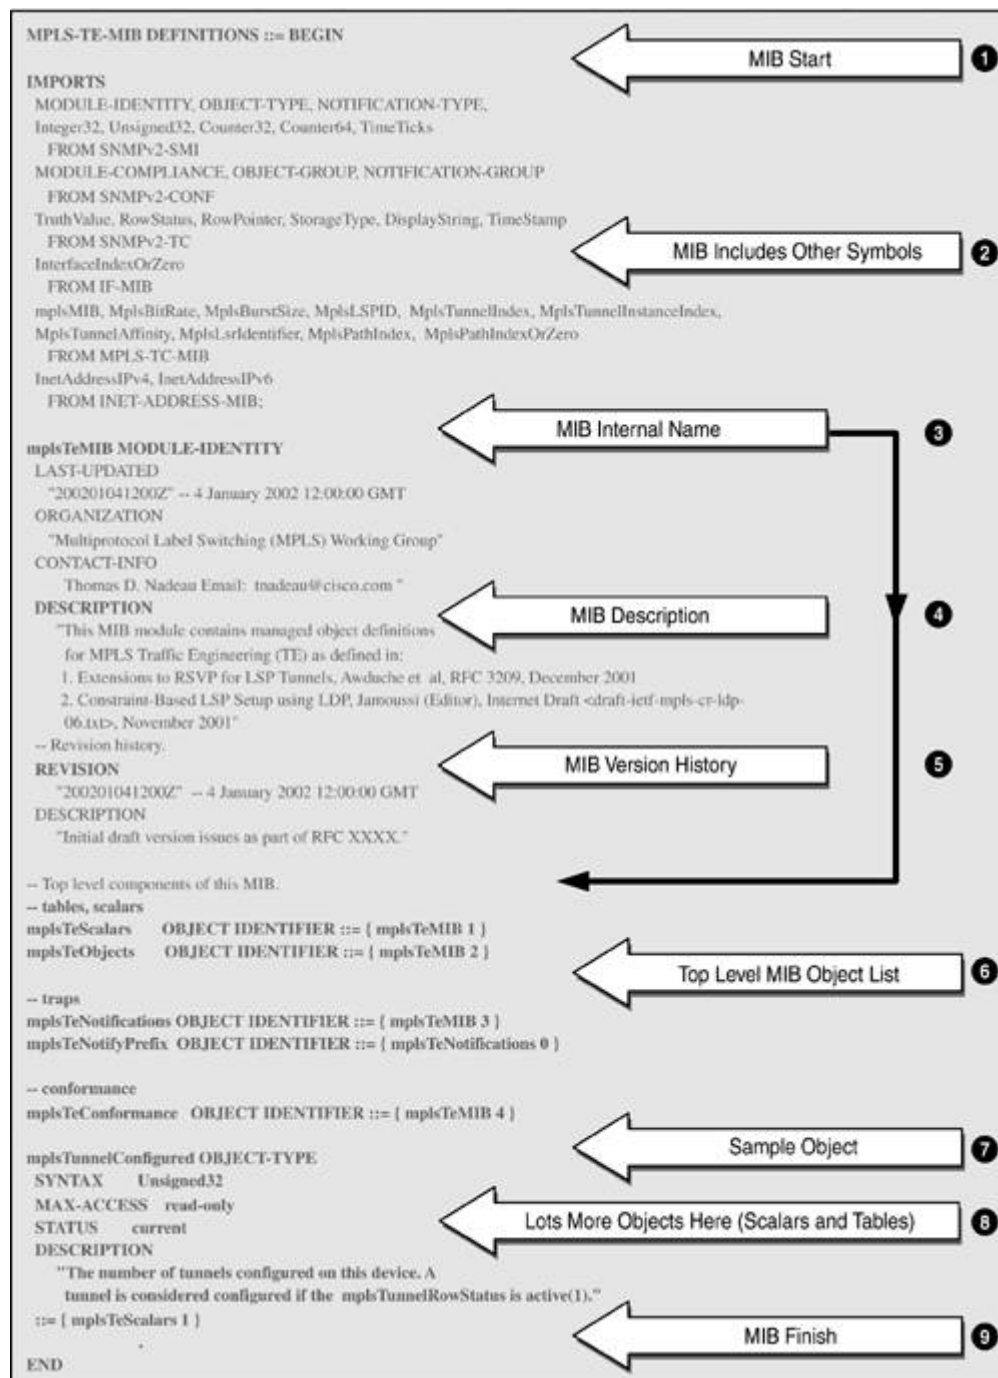 MPLS-TE-MIB DEFINITIONS ::= BEGIN
MIB Start
1
IMPORTS
MODULE-IDENTITY, OBJECT-TYPE, NOTIFICATION-TYPE,
Integer32, Unsigned32, Counter32, Counter64, TimeTicks
FROM SNMPv2-SMI
MODULE-COMPLIANCE, OBJECT-GROUP, NOTIFICATION-GROUP
FROM SNMPv2-CONF
TruthValue, RowStatus, RowPointer, StorageType, DisplayString, TimeStamp
FROM SNMPv2-TC
MIB Includes Other Symbols
2
InterfaceIndexOrZero
FROM IF-MIB
mplsMIB, MplsBitRate, MplsBurstSize, MplsLSPID, MplsTunnelIndex, MplsTunnelInstanceIndex,
MplsTunnelAffinity, MplsLsrIdentifier, MplsPathIndex, MplsPathIndexOrZero
FROM MPLS-TC-MIB
InetAddressIPv4, InetAddressIPv6
FROM INET-ADDRESS-MIB;
MIB Internal Name
3
mplsTeMIB MODULE-IDENTITY
LAST-UPDATED
"200201041200Z" -- 4 January 2002 12:00:00 GMT
ORGANIZATION
"Multiprotocol Label Switching (MPLS) Working Group"
CONTACT-INFO
Thomas D. Nadeau Email: tnadeau@cisco.com "
DESCRIPTION
MIB Description
4
"This MIB module contains managed object definitions
for MPLS Traffic Engineering (TE) as defined in:
1. Extensions to RSVP for LSP Tunnels, Awduche et al, RFC 3209, December 2001
2. Constraint-Based LSP Setup using LDP, Jamoussi (Editor), Internet Draft <draft-ietf-mpls-cr-ldp-
06.txt>, November 2001"
-- Revision history.
REVISION
MIB Version History
5
"200201041200Z" -- 4 January 2002 12:00:00 GMT
DESCRIPTION
"Initial draft version issues as part of RFC XXXX."
-- Top level components of this MIB.
-- tables, scalars
mplsTeScalars OBJECT IDENTIFIER ::= { mplsTeMIB 1 }
mplsTeObjects OBJECT IDENTIFIER ::= { mplsTeMIB 2 }
Top Level MIB Object List
6
-- traps
mplsTeNotifications OBJECT IDENTIFIER ::= { mplsTeMIB 3 }
mplsTeNotifyPrefix OBJECT IDENTIFIER ::= { mplsTeNotifications 0 }
-- conformance
mplsTeConformance OBJECT IDENTIFIER ::= { mplsTeMIB 4 }
Sample Object
7
mplsTunnelConfigured OBJECT-TYPE
SYNTAX Unsigned32
MAX-ACCESS read-only
STATUS current
Lots More Objects Here (Scalars and Tables)
8
DESCRIPTION
"The number of tunnels configured on this device. A
tunnel is considered configured if the mplsTunnelRowStatus is active(1)."
::= { mplsTeScalars 1 }
.
MIB Finish
9
END